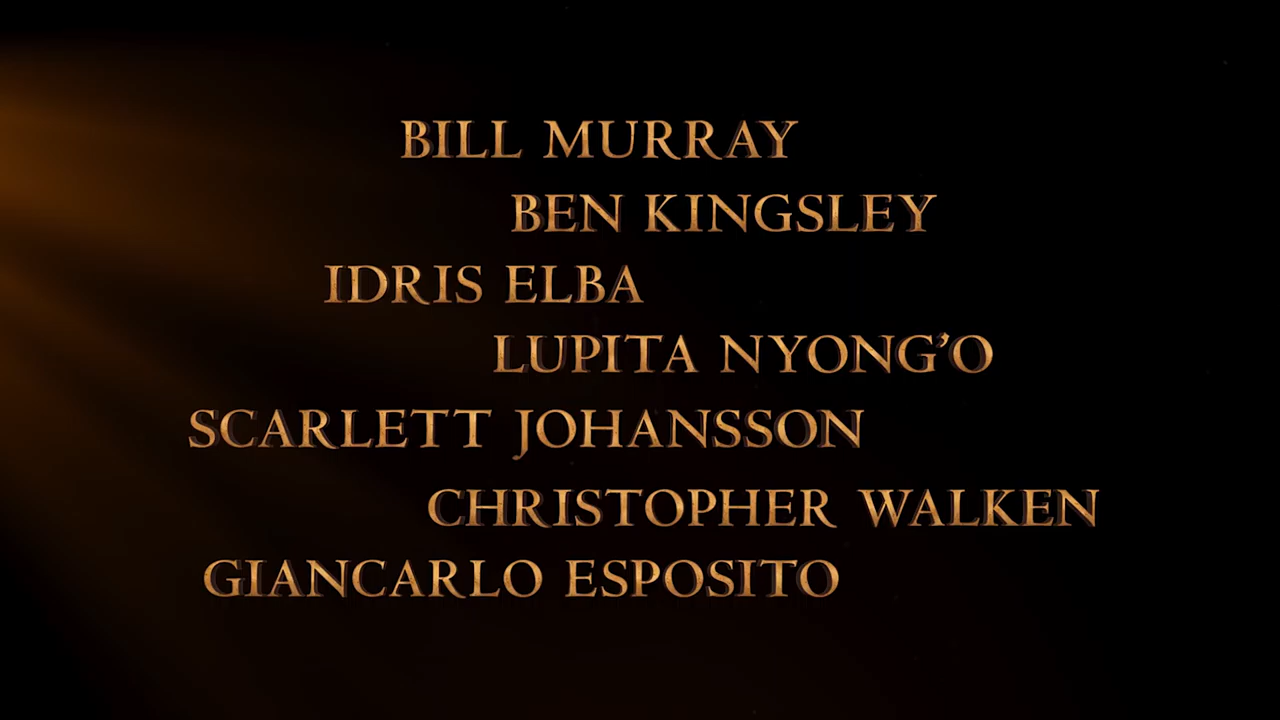 BILL MURRAY
BEN KINGSLEY
IDRIS ELBA
LUPITA NYONG’O
SCARLETT JOHANSSON
CHRISTOPHER WALKEN
GIANCARLO ESPOSITO